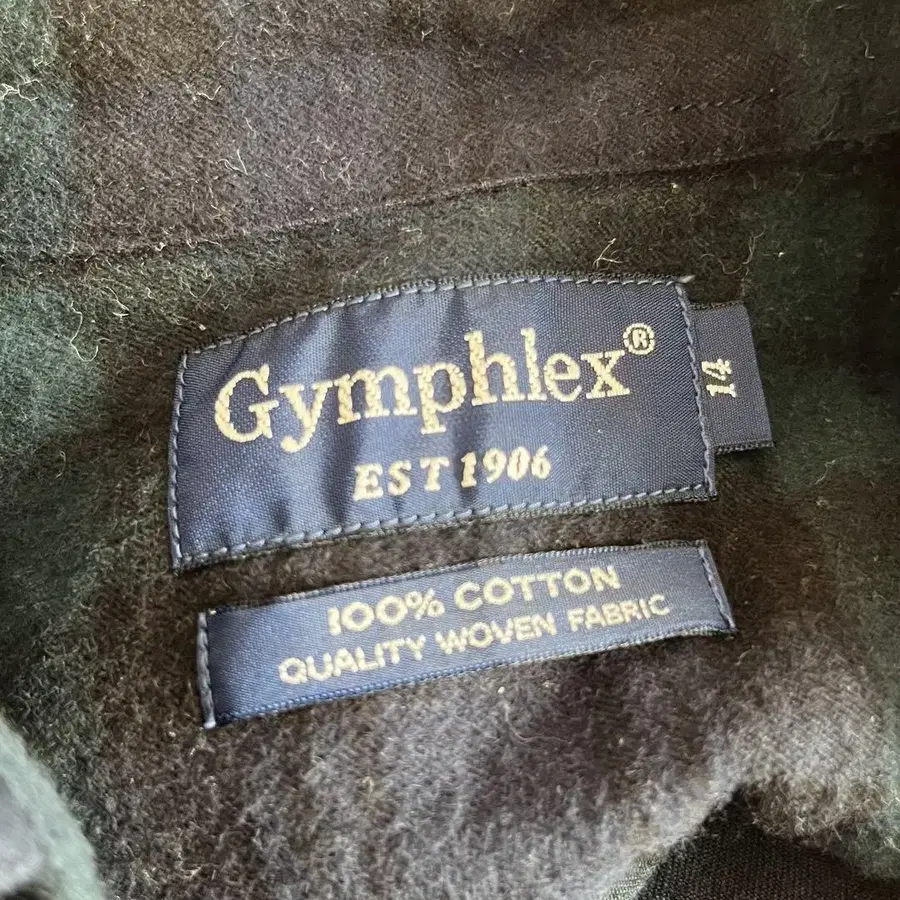 Gymphlex®
EST 1906
14
100% COTTON
QUALITY WOVEN FABRIC